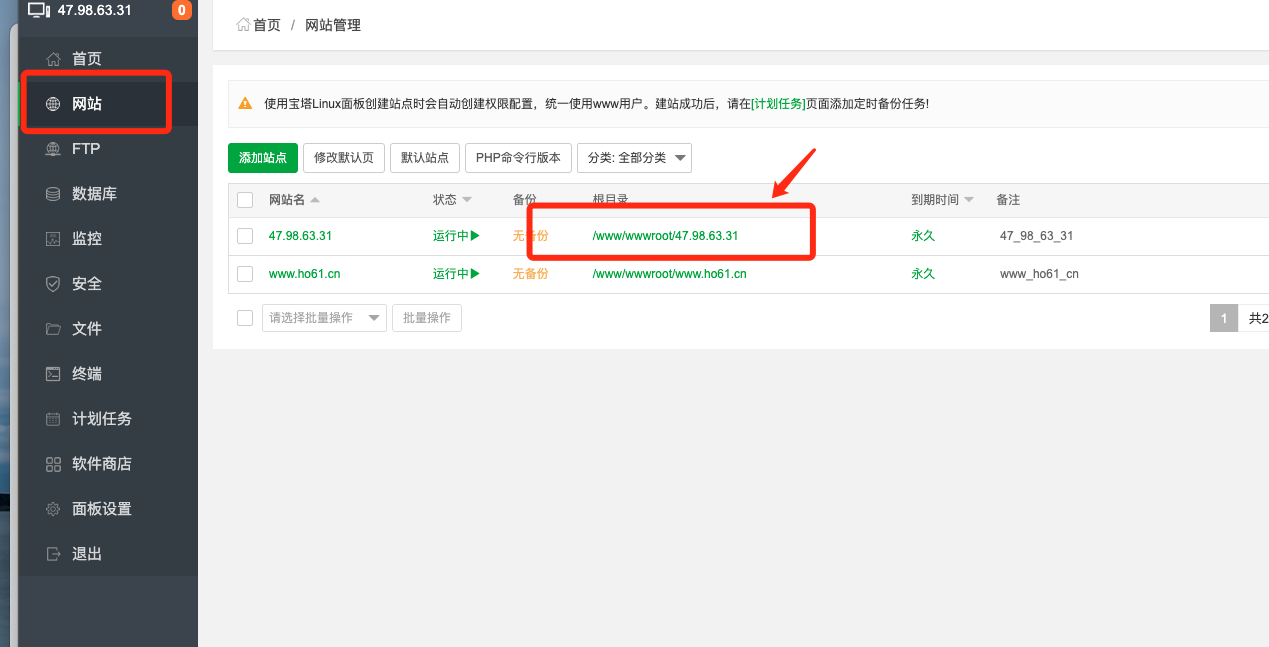 47.98.63.31 0
首页
网站
FTP
数据库
监控
安全
文件
终端
计划任务
软件商店
面板设置
退出
首页 / 网站管理
使用宝塔Linux面板创建站点时会自动创建权限配置，统一使用www用户。建站成功后，请在[计划任务]页面添加定时备份任务!
添加站点 修改默认页 默认站点 PHP命令行版本 分类: 全部分类
网站名 状态 备份 根目录 到期时间 备注
47.98.63.31 运行中 无备份 /www/wwwroot/47.98.63.31 永久 47_98_63_31
www.ho61.cn 运行中 无备份 /www/wwwroot/www.ho61.cn 永久 www_ho61_cn
请选择批量操作 批量操作 1 共2